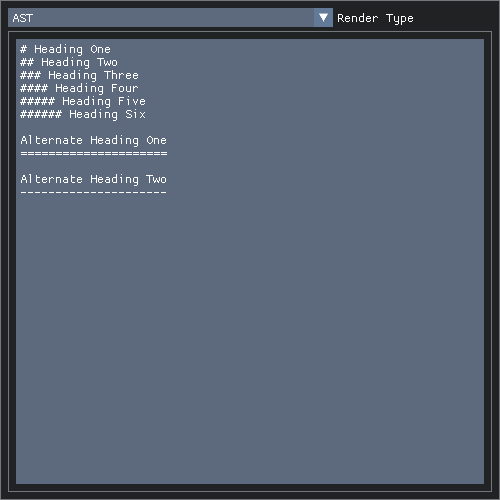 AST Render Type
# Heading One
## Heading Two
### Heading Three
#### Heading Four
##### Heading Five
###### Heading Six
Alternate Heading One
=====================
Alternate Heading Two
---------------------